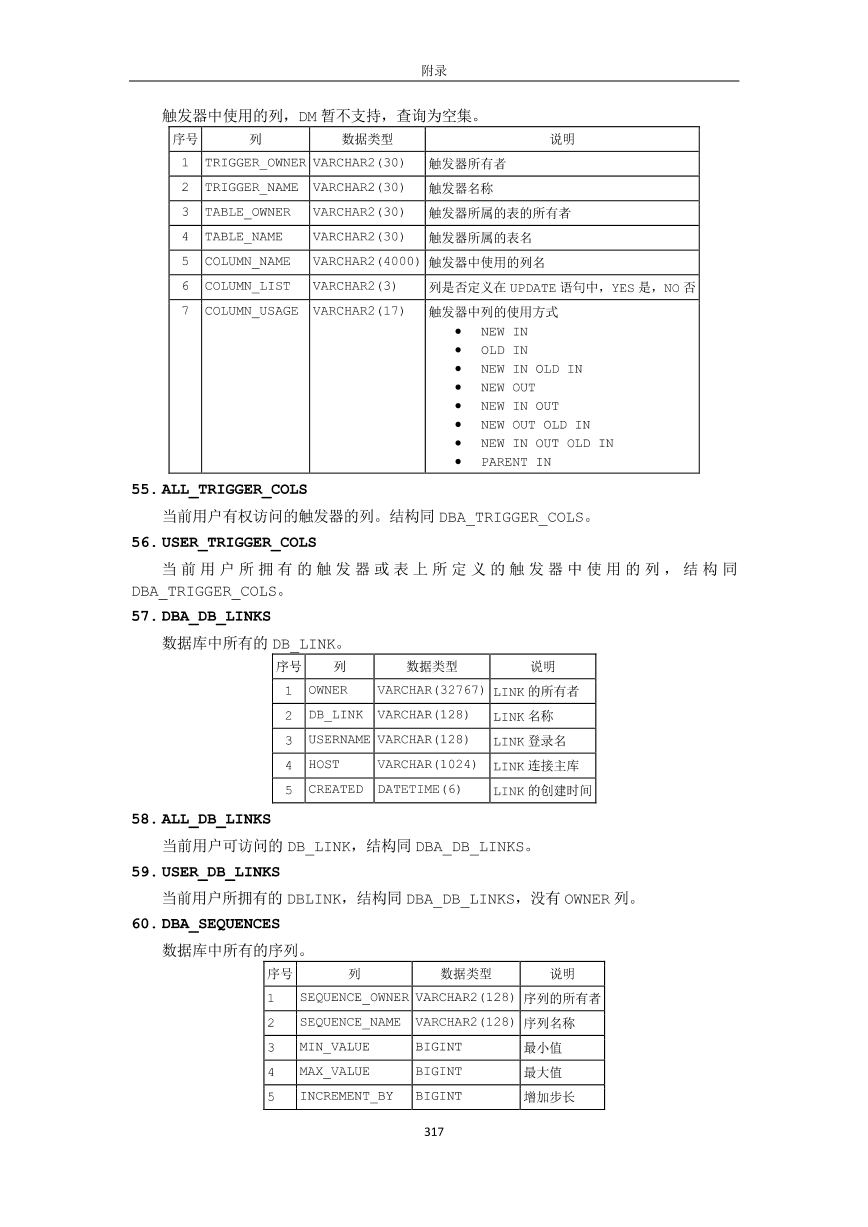 附录
触发器中使用的列，DM 暂不支持，查询为空集。
序号 列 数据类型 说明
1 TRIGGER_OWNER VARCHAR2(30) 触发器所有者
2 TRIGGER_NAME VARCHAR2(30) 触发器名称
3 TABLE_OWNER VARCHAR2(30) 触发器所属的表的所有者
4 TABLE_NAME VARCHAR2(30) 触发器所属的表名
5 COLUMN_NAME VARCHAR2(4000) 触发器中使用的列名
6 COLUMN_LIST VARCHAR2(3) 列是否定义在 UPDATE 语句中，YES 是，NO 否
7 COLUMN_USAGE VARCHAR2(17) 触发器中列的使用方式
● NEW IN
● OLD IN
● NEW IN OLD IN
● NEW OUT
● NEW IN OUT
● NEW OUT OLD IN
● NEW IN OUT OLD IN
● PARENT IN
55. ALL_TRIGGER_COLS
当前用户有权访问的触发器的列。结构同 DBA_TRIGGER_COLS。
56. USER_TRIGGER_COLS
当前用户所拥有的触发器或表上所定义的触发器中使用的列，结构同
DBA_TRIGGER_COLS。
57. DBA_DB_LINKS
数据库中所有的 DB_LINK。
序号 列 数据类型 说明
1 OWNER VARCHAR(32767) LINK 的所有者
2 DB_LINK VARCHAR(128) LINK 名称
3 USERNAME VARCHAR(128) LINK 登录名
4 HOST VARCHAR(1024) LINK 连接主库
5 CREATED DATETIME(6) LINK 的创建时间
58. ALL_DB_LINKS
当前用户可访问的 DB_LINK，结构同 DBA_DB_LINKS。
59. USER_DB_LINKS
当前用户所拥有的 DBLINK，结构同 DBA_DB_LINKS，没有 OWNER 列。
60. DBA_SEQUENCES
数据库中所有的序列。
序号 列 数据类型 说明
1 SEQUENCE_OWNER VARCHAR2(128) 序列的所有者
2 SEQUENCE_NAME VARCHAR2(128) 序列名称
3 MIN_VALUE BIGINT 最小值
4 MAX_VALUE BIGINT 最大值
5 INCREMENT_BY BIGINT 增加步长
317